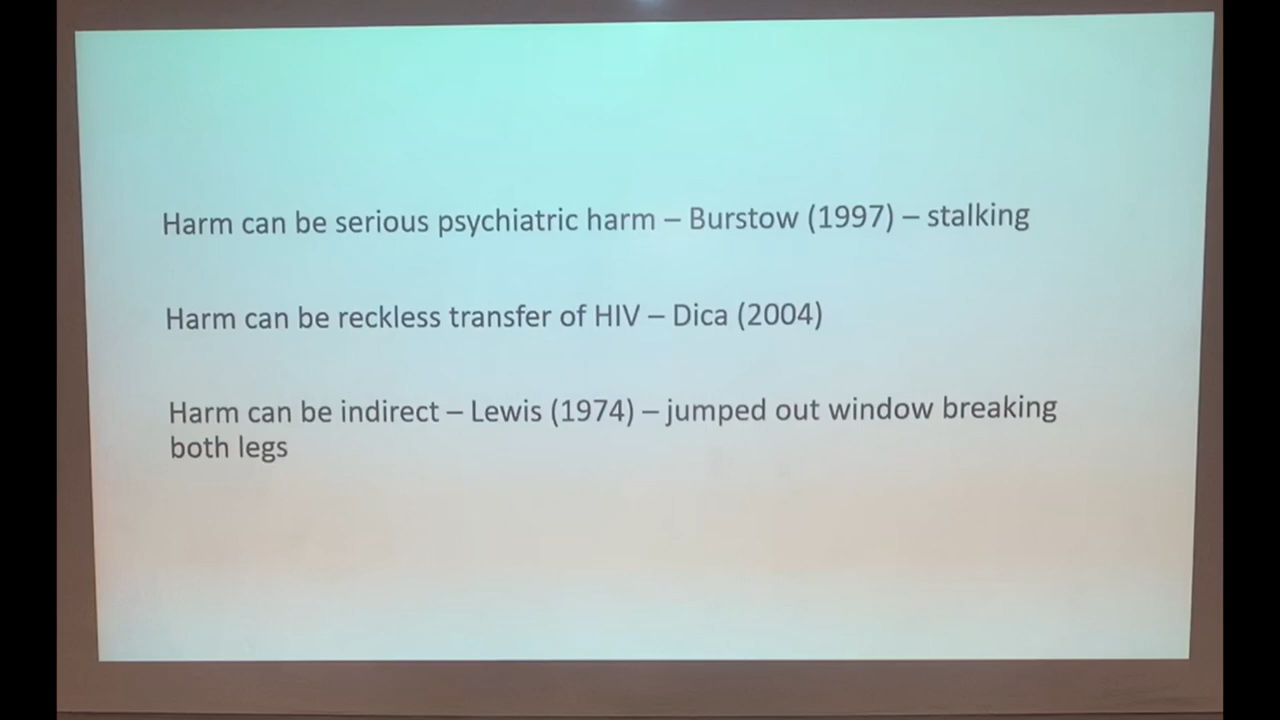 Harm can be serious psychiatric harm – Burstow (1997) – stalking
Harm can be reckless transfer of HIV – Dica (2004)
Harm can be indirect – Lewis (1974) – jumped out window breaking
both legs